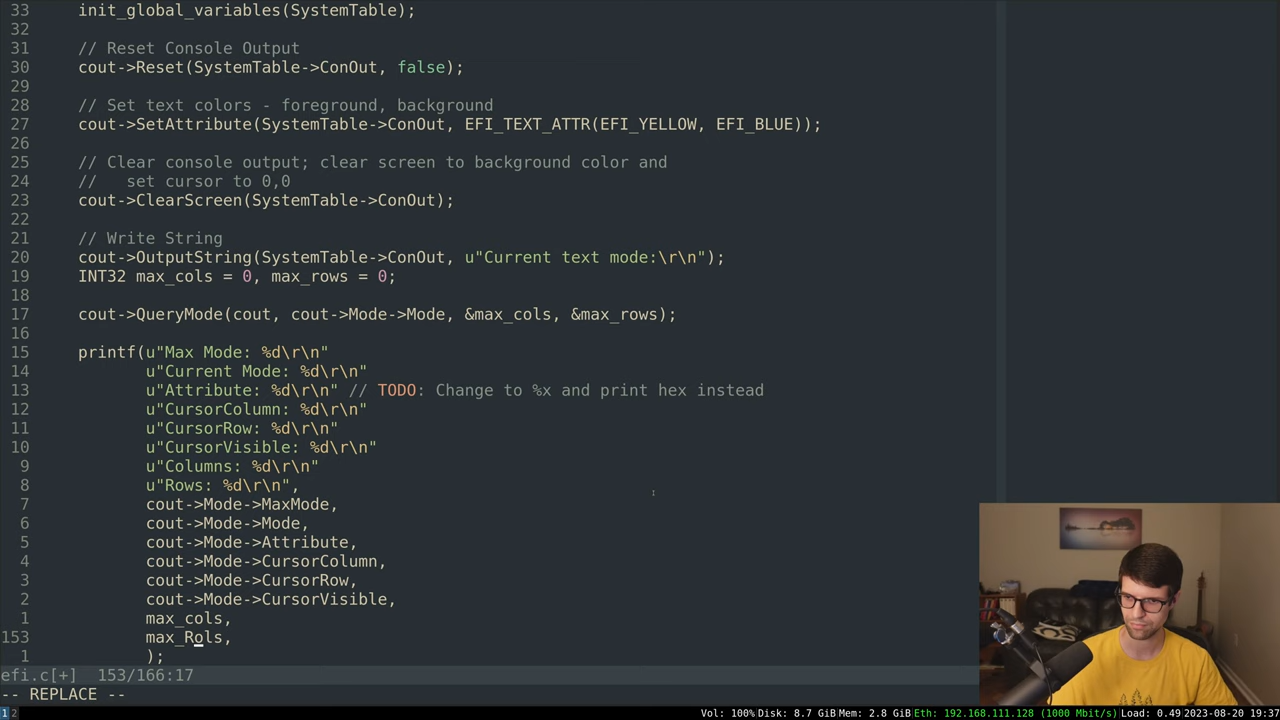 33     init_global_variables(SystemTable);
32
31     // Reset Console Output
30     cout->Reset(SystemTable->ConOut, false);
29
28     // Set text colors - foreground, background
27     cout->SetAttribute(SystemTable->ConOut, EFI_TEXT_ATTR(EFI_YELLOW, EFI_BLUE));
26
25     // Clear console output; clear screen to background color and
24     //   set cursor to 0,0
23     cout->ClearScreen(SystemTable->ConOut);
22
21     // Write String
20     cout->OutputString(SystemTable->ConOut, u"Current text mode:\r\n");
19     INT32 max_cols = 0, max_rows = 0;
18
17     cout->QueryMode(cout, cout->Mode->Mode, &max_cols, &max_rows);
16
15     printf(u"Max Mode: %d\r\n"
14            u"Current Mode: %d\r\n"
13            u"Attribute: %d\r\n" // TODO: Change to %x and print hex instead
12            u"CursorColumn: %d\r\n"
11            u"CursorRow: %d\r\n"
10            u"CursorVisible: %d\r\n"
9            u"Columns: %d\r\n"
8            u"Rows: %d\r\n",
7            cout->Mode->MaxMode,
6            cout->Mode->Mode,
5            cout->Mode->Attribute,
4            cout->Mode->CursorColumn,
3            cout->Mode->CursorRow,
2            cout->Mode->CursorVisible,
1            max_cols,
153            max_Rols,
1            );
efi.c[+]  153/166:17
-- REPLACE --
1 2 Vol: 100% Disk: 8.7 GiB Mem: 2.8 GiB Eth: 192.168.111.128 (1000 Mbit/s) Load: 0.49 2023-08-20 19:37